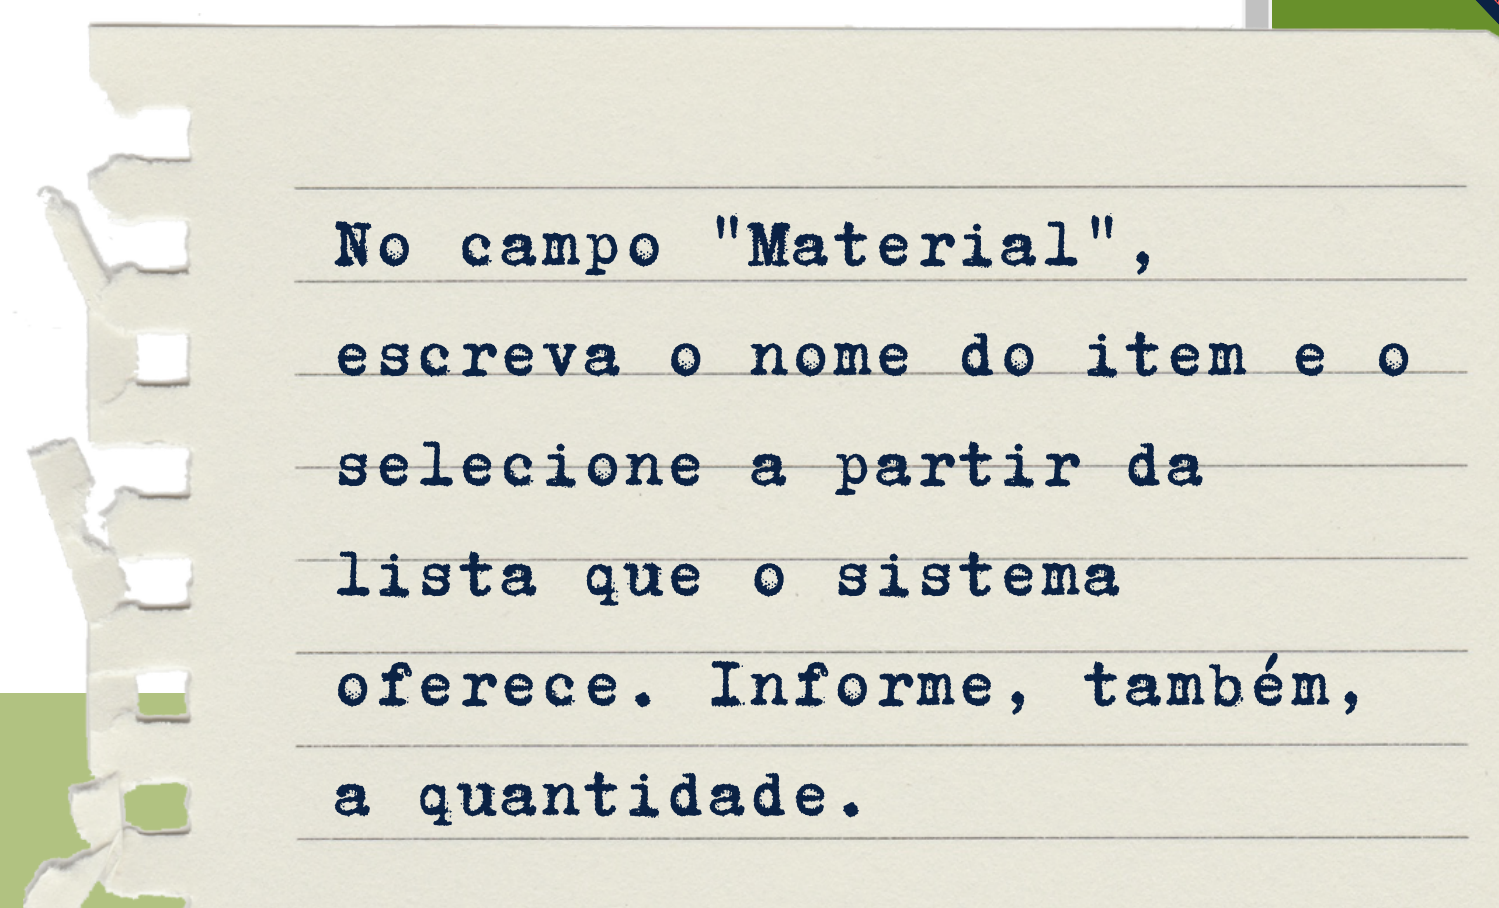 No campo "Material",
escreva o nome do item e o
selecione a partir da
lista que o sistema
oferece. Informe, também,
a quantidade.